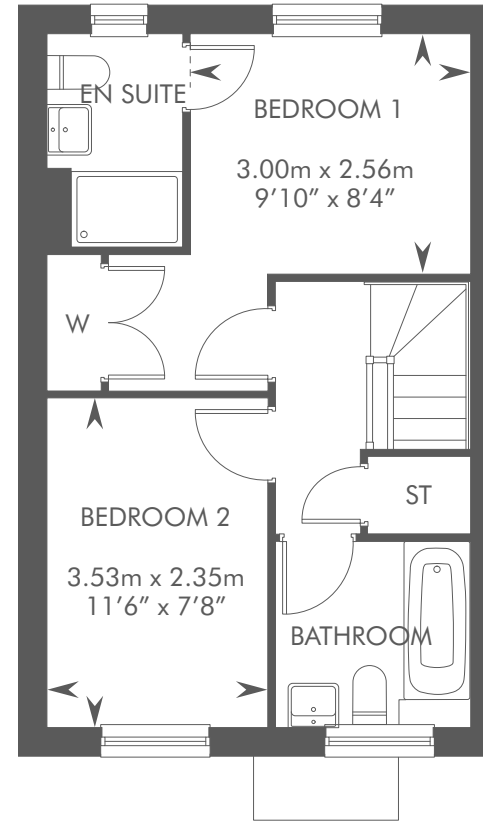 EN SUITE
BEDROOM 1
3.00m x 2.56m
9’10” x 8’4”
W
ST
BEDROOM 2
3.53m x 2.35m
11’6” x 7’8”
BATHROOM